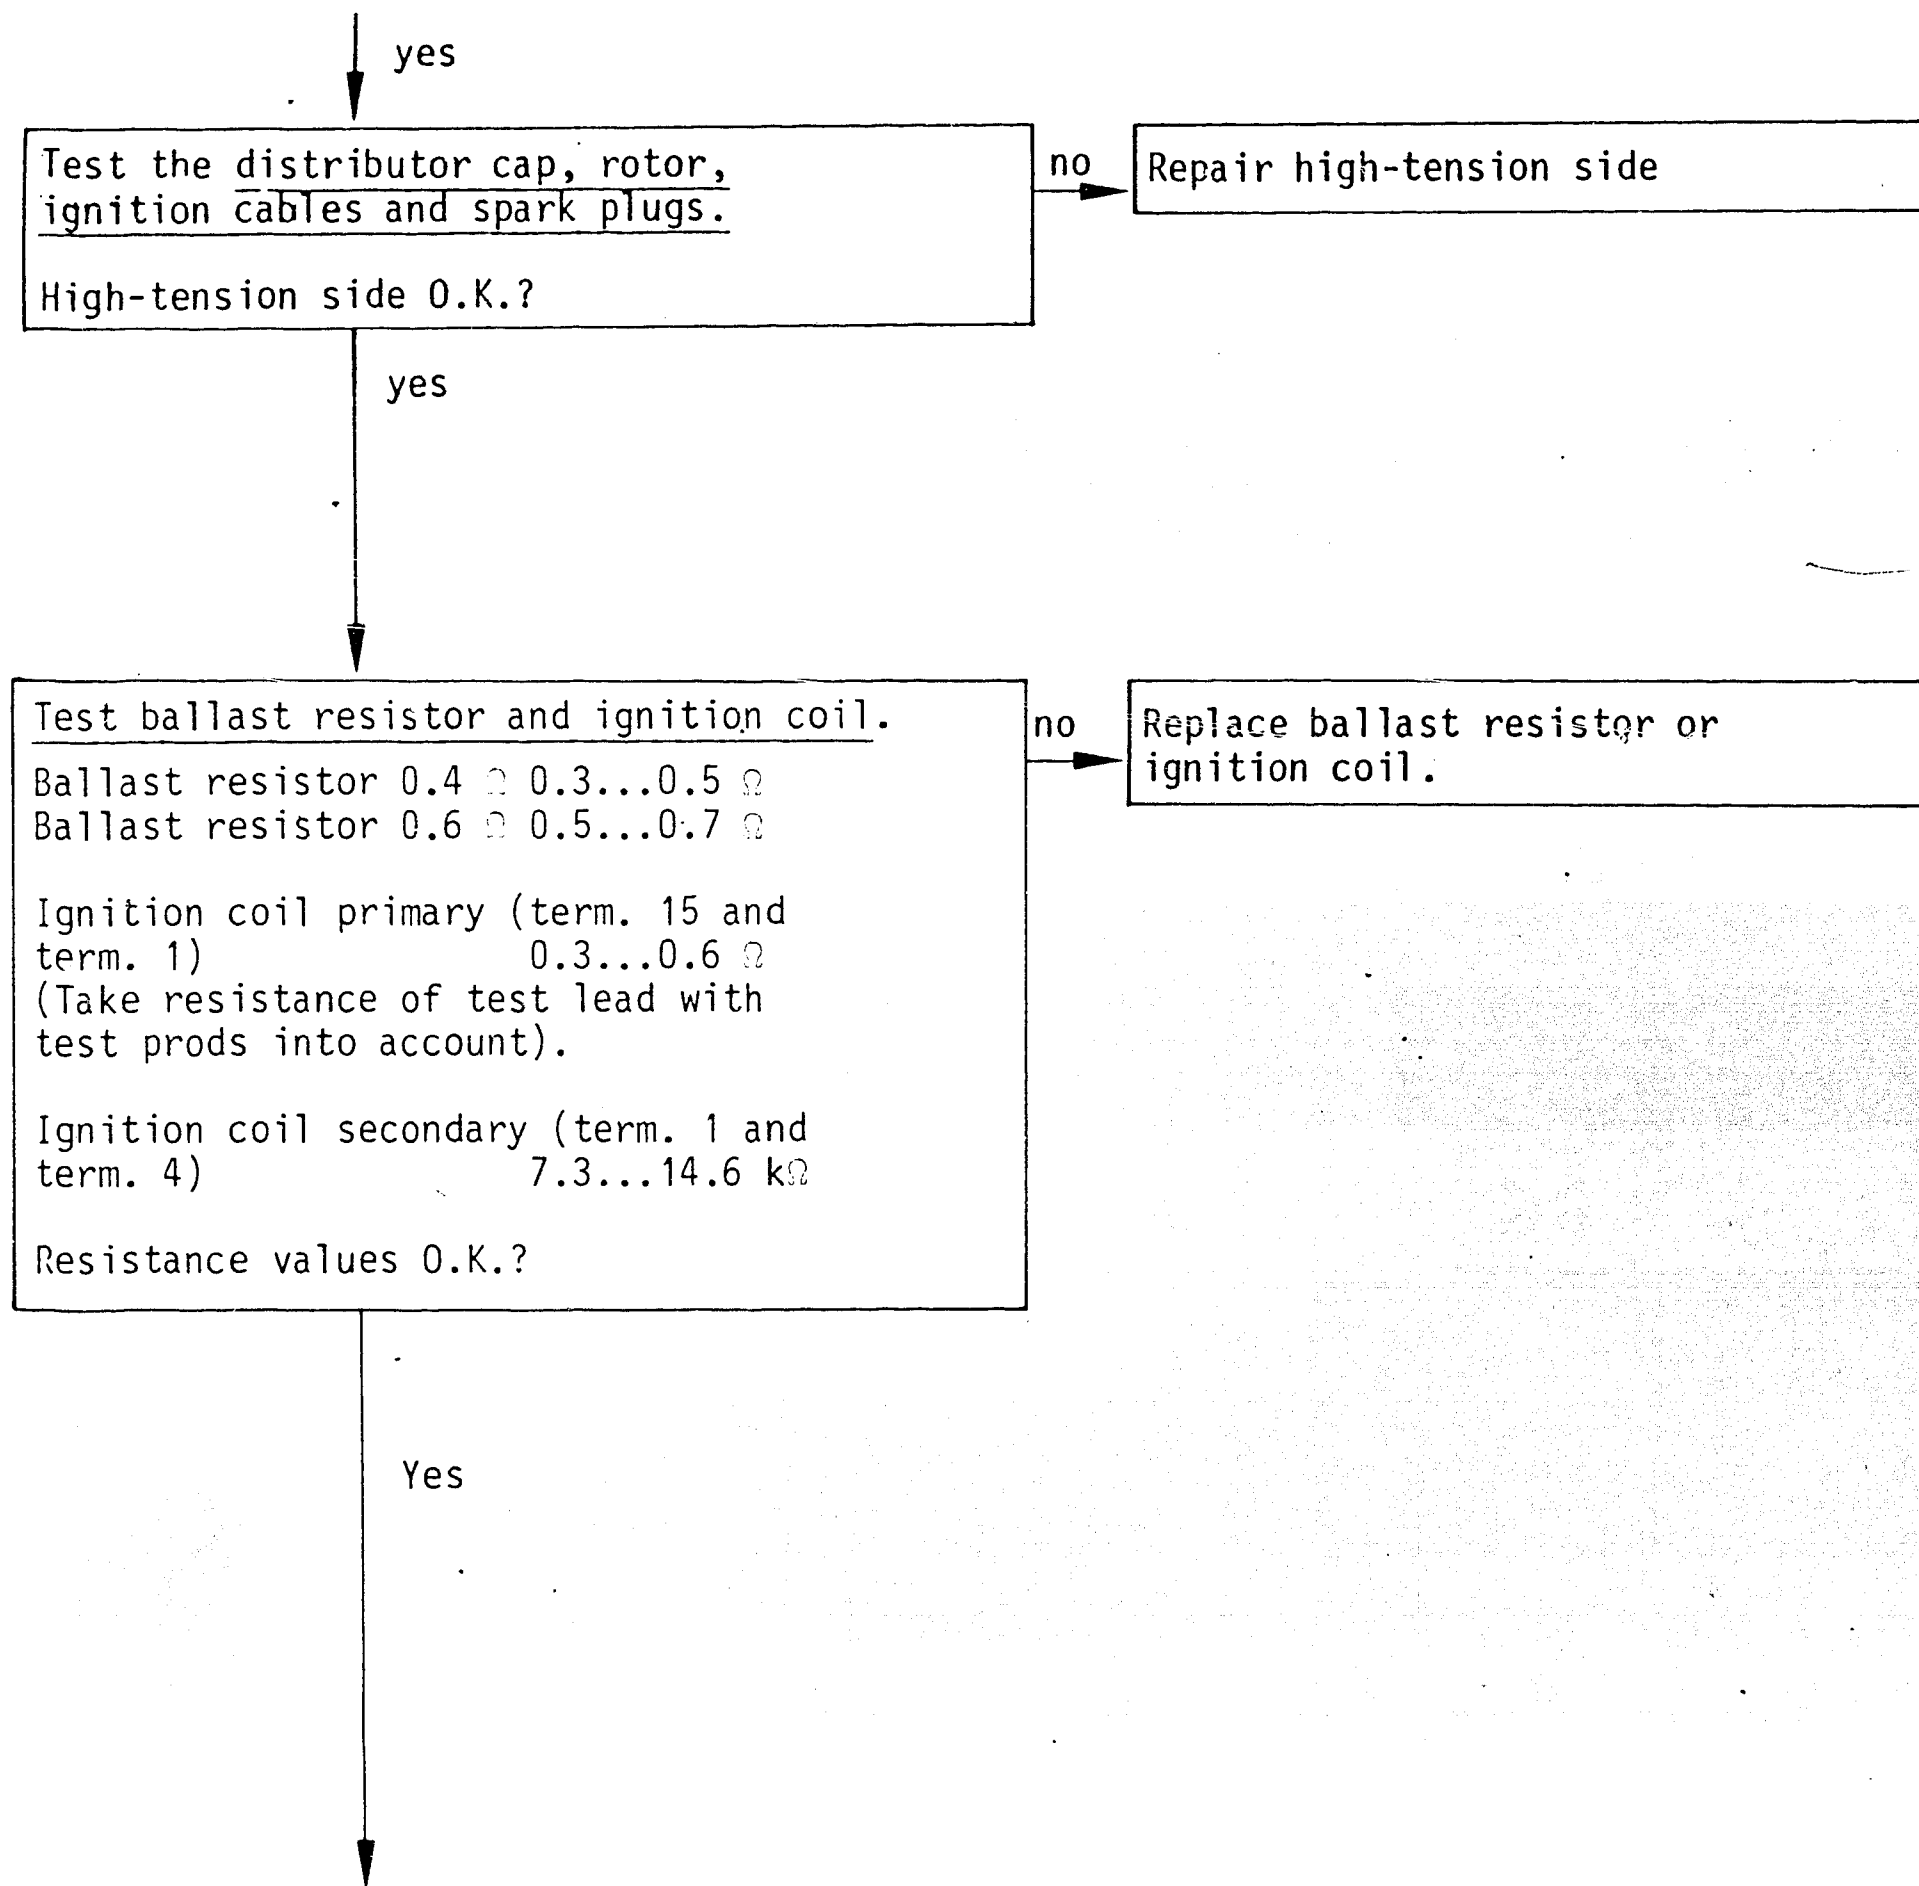 yes
Test the distributor cap, rotor,
ignition cables and spark plugs.
High-tension side O.K.?
no
Repair high-tension side
yes
Test ballast resistor and ignition coil.
Ballast resistor 0.4 Ω 0.3...0.5 Ω
Ballast resistor 0.6 Ω 0.5...0.7 Ω
Ignition coil primary (term. 15 and
term. 1) 0.3...0.6 Ω
(Take resistance of test lead with
test prods into account).
Ignition coil secondary (term. 1 and
term. 4) 7.3...14.6 kΩ
Resistance values O.K.?
no
Replace ballast resistor or
ignition coil.
Yes